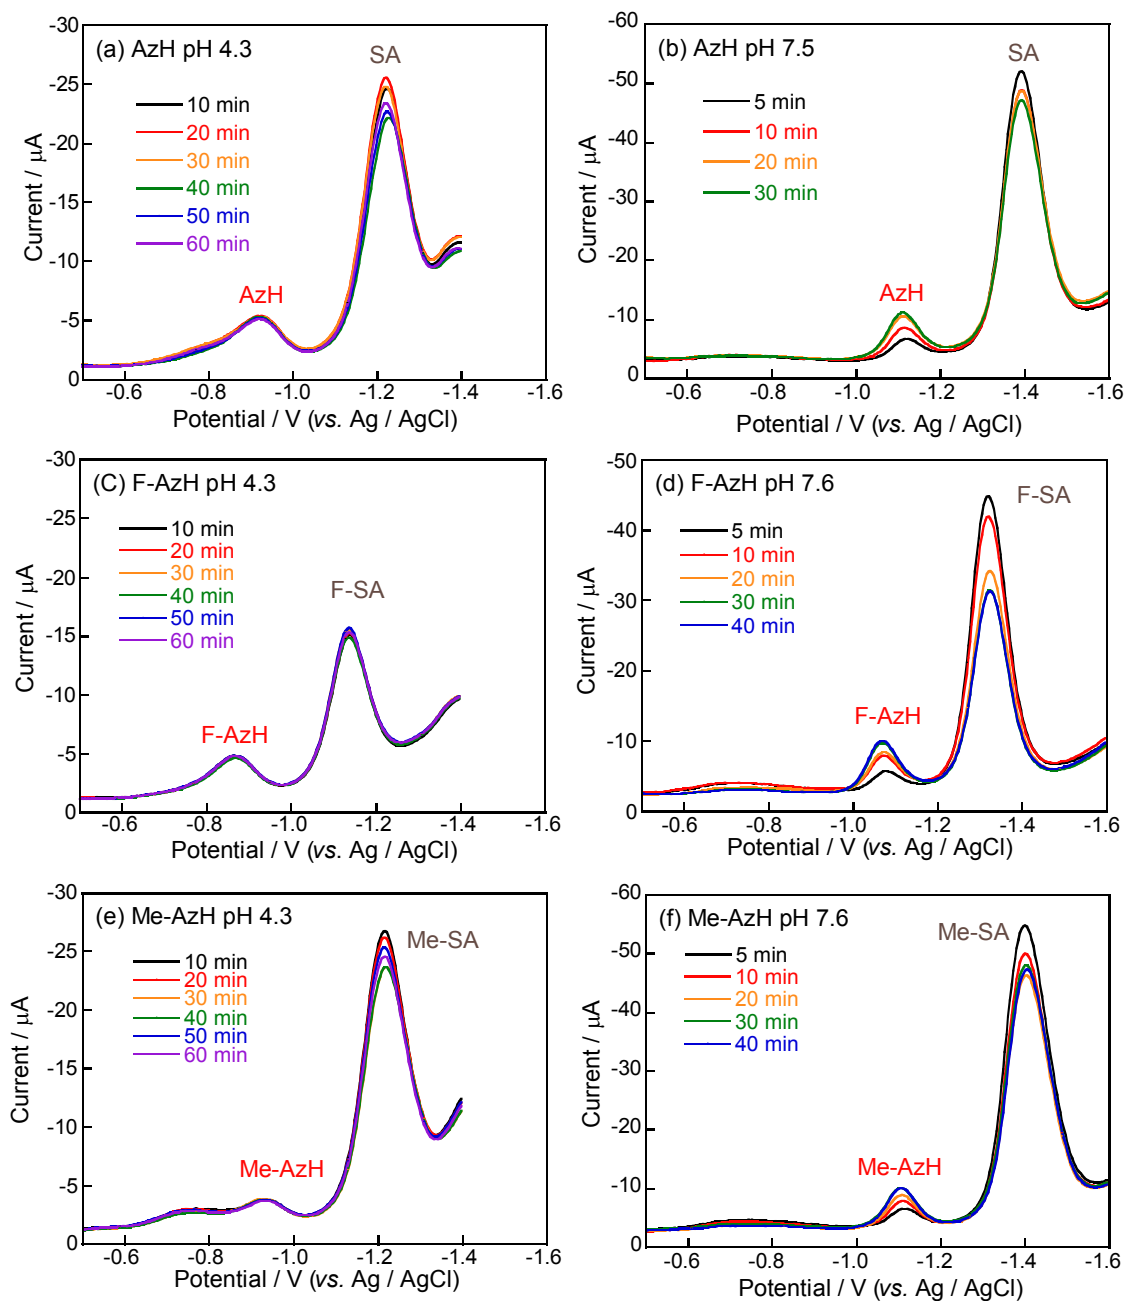 (a) AzH pH 4.3
SA
10 min
20 min
30 min
40 min
50 min
60 min
AzH
-30
-25
-20
-15
-10
-5
0
Current / μA
-0.6
-0.8
-1.0
-1.2
-1.4
-1.6
Potential / V (vs. Ag / AgCl)
(b) AzH pH 7.5
SA
5 min
10 min
20 min
30 min
AzH
-60
-50
-40
-30
-20
-10
0
Current / μA
-0.6
-0.8
-1.0
-1.2
-1.4
-1.6
Potential / V (vs. Ag / AgCl)
(C) F-AzH pH 4.3
10 min
20 min
30 min
40 min
50 min
60 min
F-SA
F-AzH
-30
-25
-20
-15
-10
-5
0
Current / μA
-0.6
-0.8
-1.0
-1.2
-1.4
-1.6
Potential / V (vs. Ag / AgCl)
(d) F-AzH pH 7.6
F-SA
5 min
10 min
20 min
30 min
40 min
F-AzH
-50
-40
-30
-20
-10
0
Current / μA
-0.6
-0.8
-1.0
-1.2
-1.4
-1.6
Potential / V (vs. Ag / AgCl)
(e) Me-AzH pH 4.3
Me-SA
10 min
20 min
30 min
40 min
50 min
60 min
Me-AzH
-30
-25
-20
-15
-10
-5
0
Current / μA
-0.6
-0.8
-1.0
-1.2
-1.4
-1.6
Potential / V (vs. Ag / AgCl)
(f) Me-AzH pH 7.6
Me-SA
5 min
10 min
20 min
30 min
40 min
Me-AzH
-60
-50
-40
-30
-20
-10
0
Current / μA
-0.6
-0.8
-1.0
-1.2
-1.4
-1.6
Potential / V (vs. Ag / AgCl)